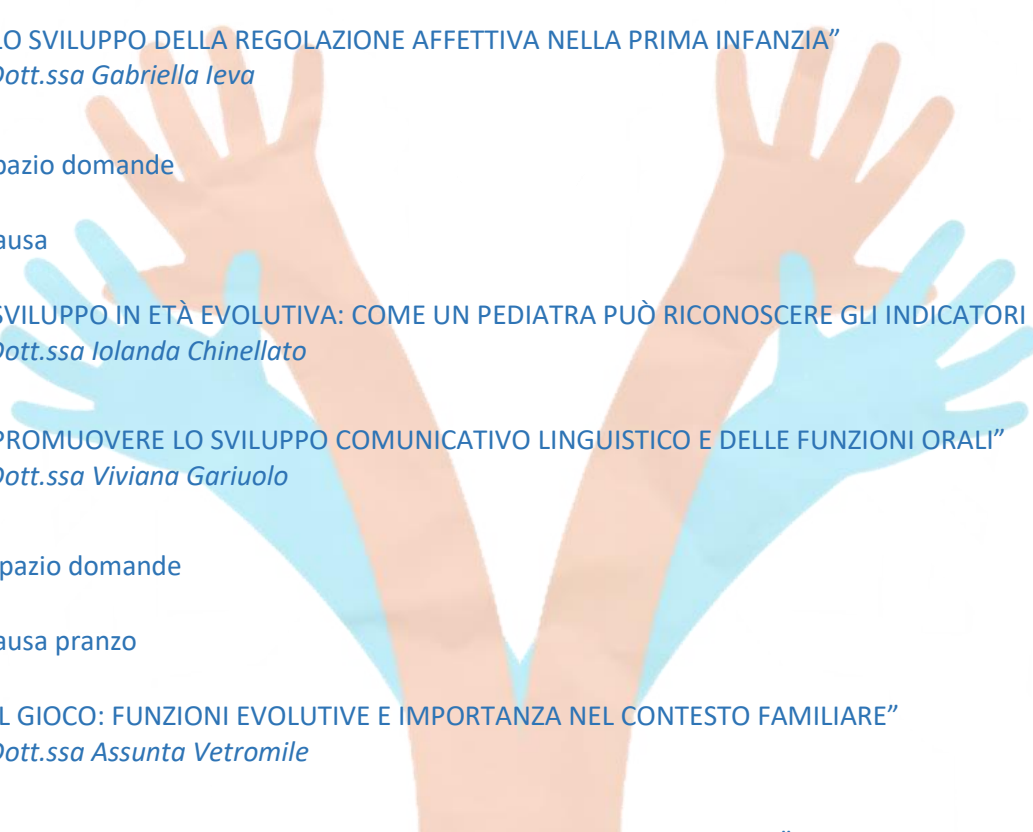 LO SVILUPPO DELLA REGOLAZIONE AFFETTIVA NELLA PRIMA INFANZIA”
Dott.ssa Gabriella Ieva
pazio domande
ausa
SVILUPPO IN ETÀ EVOLUTIVA: COME UN PEDIATRA PUÒ RICONOSCERE GLI INDICATORI
Dott.ssa Iolanda Chinellato
PROMUOVERE LO SVILUPPO COMUNICATIVO LINGUISTICO E DELLE FUNZIONI ORALI”
Dott.ssa Viviana Gariuolo
pazio domande
ausa pranzo
IL GIOCO: FUNZIONI EVOLUTIVE E IMPORTANZA NEL CONTESTO FAMILIARE”
Dott.ssa Assunta Vetromile